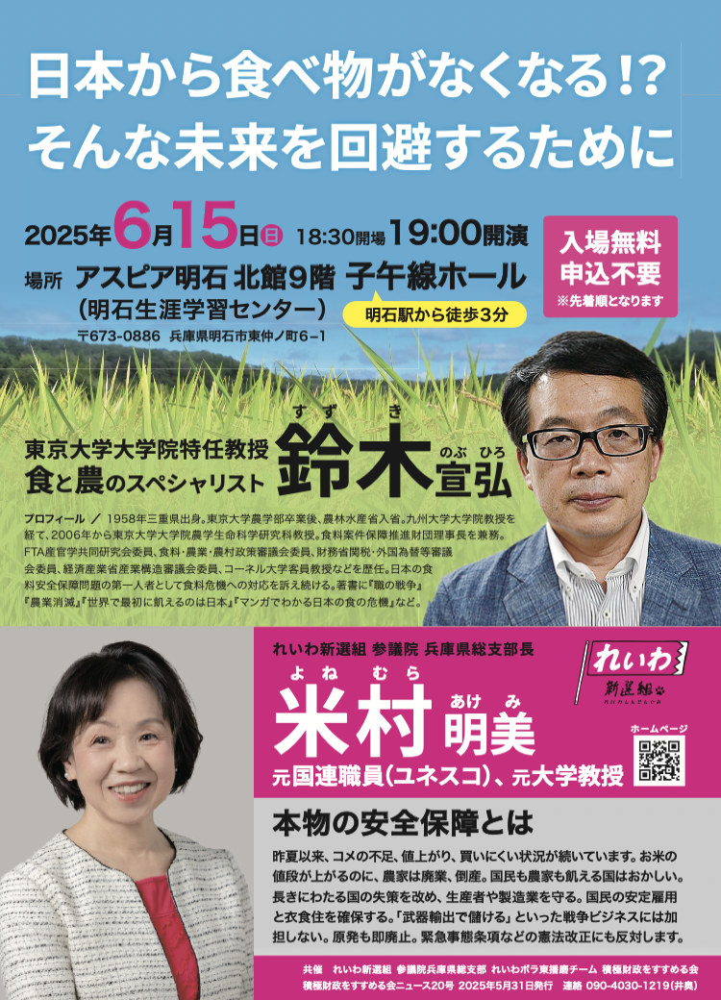 日本から食べ物がなくなる!?
そんな未来を回避するために
2025年6月15日日 18:30開場19:00開演
場所 アスピア明石 北館9階 子午線ホール
（明石生涯学習センター）
明石駅から徒歩3分
〒673-0886 兵庫県明石市東仲ノ町6−1
入場無料
申込不要
※先着順となります
東京大学大学院特任教授
食と農のスペシャリスト
すずき のぶひろ
鈴木宣弘
プロフィール ／ 1958年三重県出身。東京大学農学部卒業後、農林水産省入省。九州大学大学院教授を
経て、2006年から東京大学大学院農学生命科学研究科教授。食料案件保障推進財団理事長を兼務。
FTA産官学共同研究会委員、食料・農業・農村政策審議会委員、財務省関税・外国為替等審議
会委員、経済産業省産業構造審議会委員、コーネル大学客員教授などを歴任。日本の食
料安全保障問題の第一人者として食料危機への対応を訴え続ける。著書に『職の戦争』
『農業消滅』『世界で最初に飢えるのは日本』『マンガでわかる日本の食の危機』など。
れいわ新選組 参議院 兵庫県総支部長
よねむら あけみ
米村明美
元国連職員（ユネスコ）、元大学教授
れいわ
新選組
れいわしんせんぐみ
ホームページ
本物の安全保障とは
昨夏以来、コメの不足、値上がり、買いにくい状況が続いています。お米の
値段が上がるのに、農家は廃業、倒産。国民も農家も飢える国はおかしい。
長きにわたる国の失策を改め、生産者や製造業を守る。国民の安定雇用
と衣食住を確保する。「武器輸出で儲ける」といった戦争ビジネスには加
担しない。原発も即廃止。緊急事態条項などの憲法改正にも反対します。
共催 れいわ新選組 参議院兵庫県総支部 れいわボラ東播磨チーム 積極財政をすすめる会
積極財政をすすめる会ニュース20号 2025年5月31日発行 連絡 090-4030-1219（井奥）